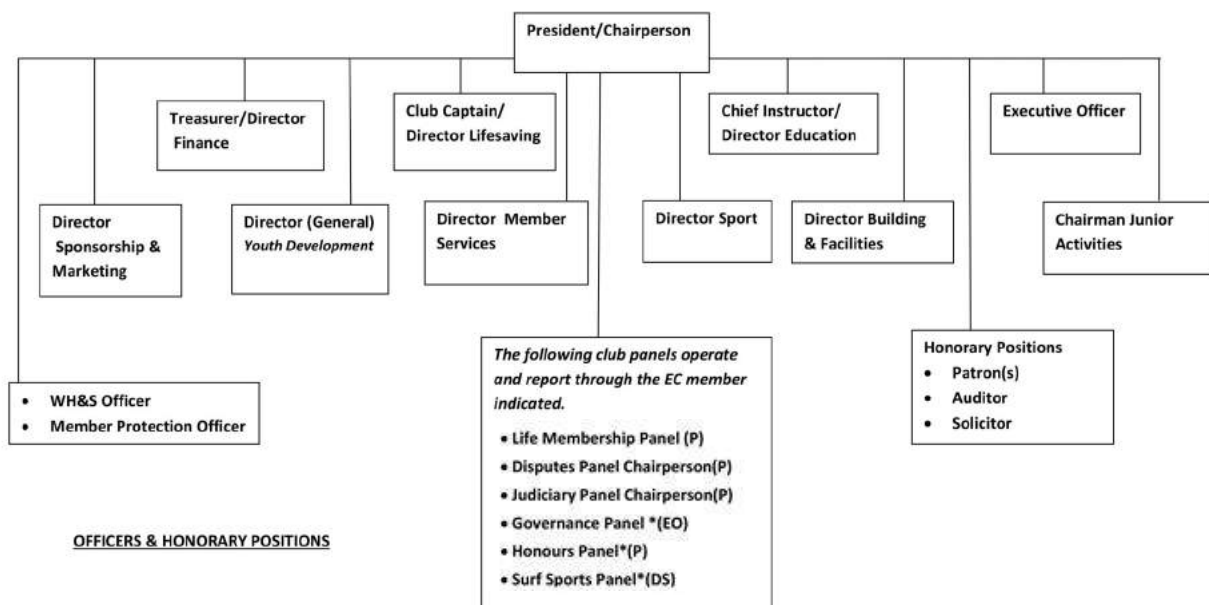 President/Chairperson
Treasurer/Director
Finance
Club Captain/
Director Lifesaving
Chief Instructor/
Director Education
Executive Officer
Director
Sponsorship &
Marketing
Director (General)
Youth Development
Director Member
Services
Director Sport
Director Building
& Facilities
Chairman Junior
Activities
• WH&S Officer
• Member Protection Officer
The following club panels operate
and report through the EC member
indicated.
• Life Membership Panel (P)
• Disputes Panel Chairperson(P)
• Judiciary Panel Chairperson(P)
• Governance Panel *(EO)
• Honours Panel*(P)
• Surf Sports Panel*(DS)
Honorary Positions
• Patron(s)
• Auditor
• Solicitor
OFFICERS & HONORARY POSITIONS